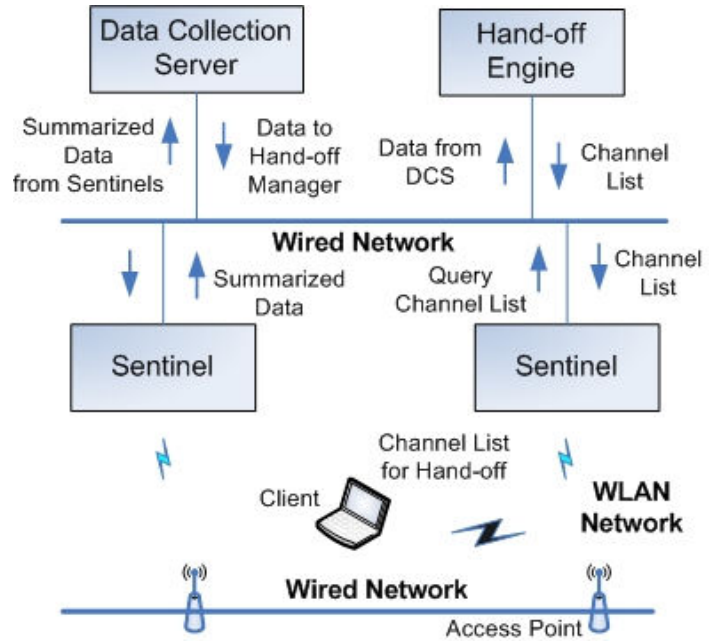 Data Collection
Server
Hand-off
Engine
Summarized
Data
from Sentinels
Data to
Hand-off
Manager
Data from
DCS
Channel
List
Wired Network
Summarized
Data
Query
Channel List
Channel
List
Sentinel
Sentinel
Channel List
for Hand-off
Client
WLAN
Network
Wired Network
Access Point